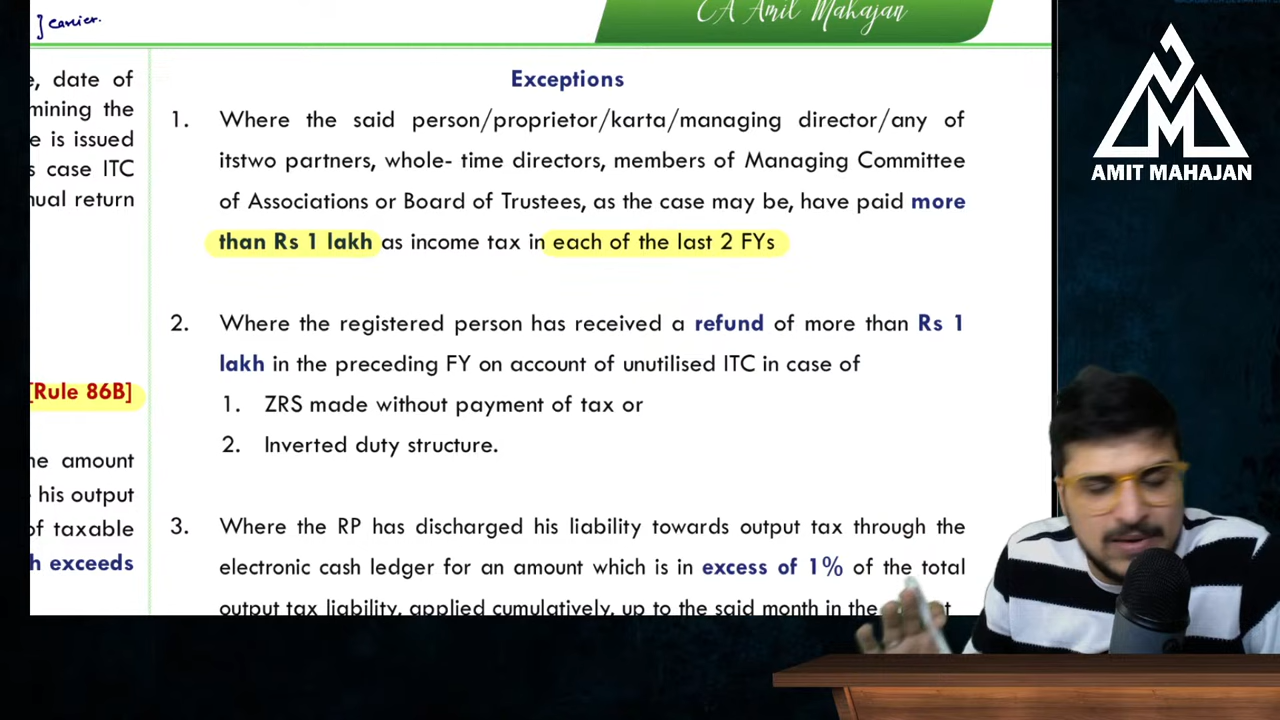 } carrier.
CA Amit Mahajan
AMIT MAHAJAN
e, date of
mining the
e is issued
s case ITC
nual return
[Rule 86B]
he amount
his output
of taxable
h exceeds
Exceptions
1. Where the said person/proprietor/karta/managing director/any of
itstwo partners, whole- time directors, members of Managing Committee
of Associations or Board of Trustees, as the case may be, have paid more
than Rs 1 lakh as income tax in each of the last 2 FYs
2. Where the registered person has received a refund of more than Rs 1
lakh in the preceding FY on account of unutilised ITC in case of
1. ZRS made without payment of tax or
2. Inverted duty structure.
3. Where the RP has discharged his liability towards output tax through the
electronic cash ledger for an amount which is in excess of 1% of the total
output tax liability, applied cumulatively, up to the said month in the